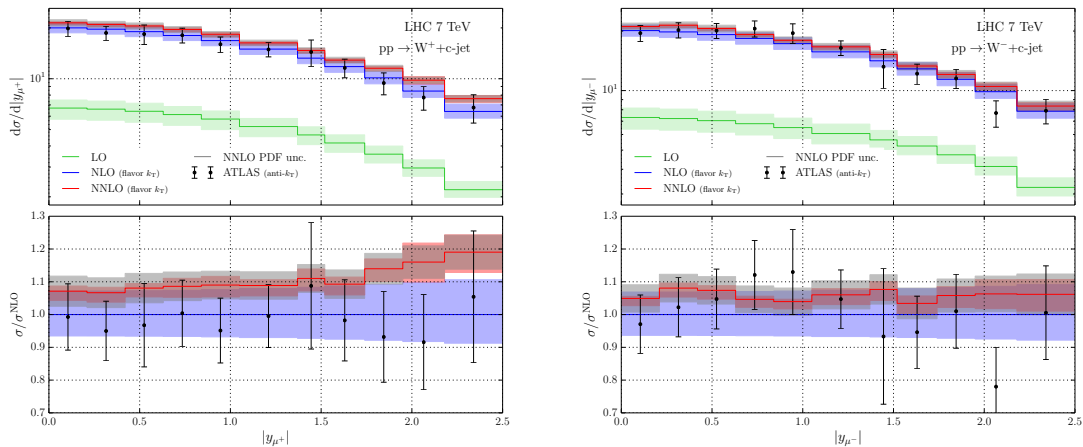 LHC 7 TeV
pp → W⁺+c-jet
dσ/d|y_μ⁺|
10¹
LO
NLO (flavor k_T)
NNLO (flavor k_T)
NNLO PDF unc.
ATLAS (anti-k_T)
σ/σ^NLO
1.3
1.2
1.1
1.0
0.9
0.8
0.7
0.0 0.5 1.0 1.5 2.0 2.5
|y_μ⁺|
LHC 7 TeV
pp → W⁻+c-jet
dσ/d|y_μ⁻|
10¹
LO
NLO (flavor k_T)
NNLO (flavor k_T)
NNLO PDF unc.
ATLAS (anti-k_T)
σ/σ^NLO
1.3
1.2
1.1
1.0
0.9
0.8
0.7
0.0 0.5 1.0 1.5 2.0 2.5
|y_μ⁻|